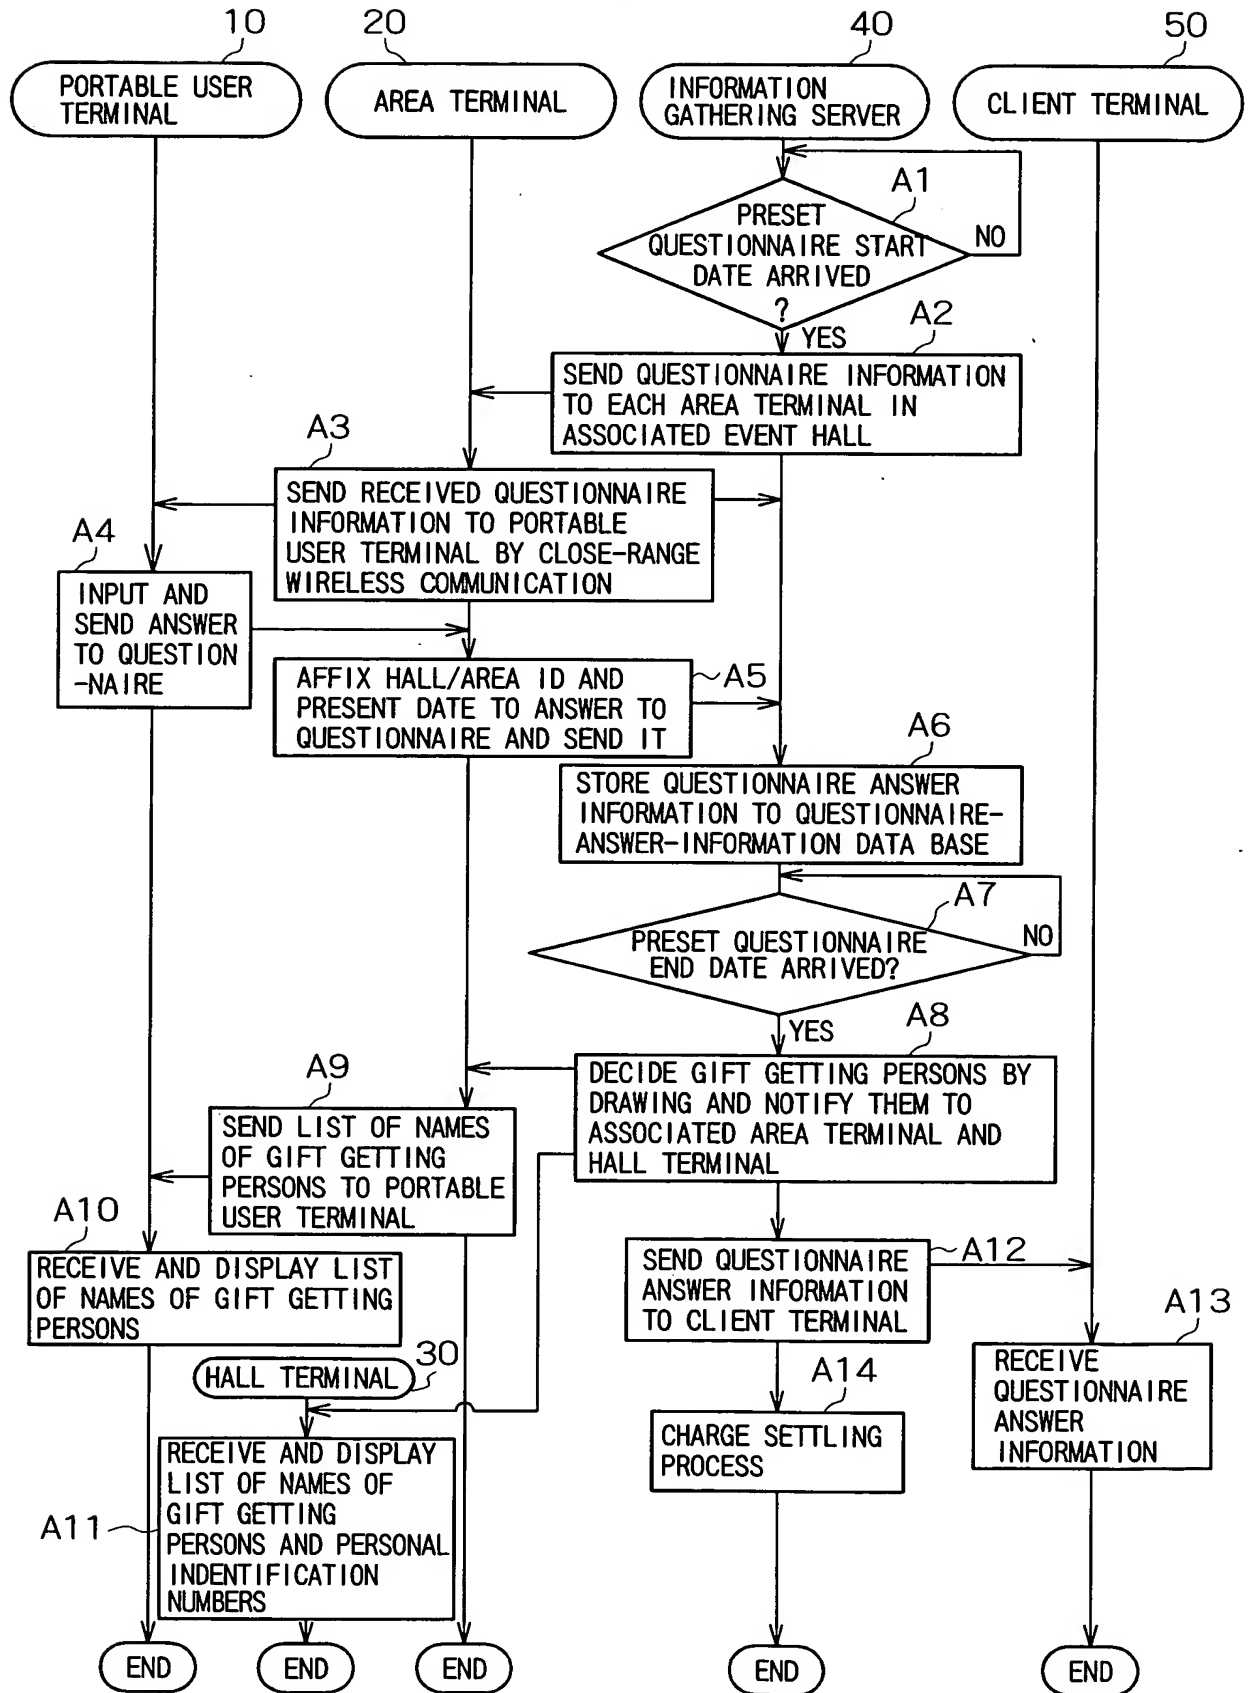 10
20
40
50
PORTABLE USER
TERMINAL
AREA TERMINAL
INFORMATION
GATHERING SERVER
CLIENT TERMINAL
A1
PRESET
QUESTIONNAIRE START
DATE ARRIVED
?
NO
YES
A2
SEND QUESTIONNAIRE INFORMATION
TO EACH AREA TERMINAL IN
ASSOCIATED EVENT HALL
A3
SEND RECEIVED QUESTIONNAIRE
INFORMATION TO PORTABLE
USER TERMINAL BY CLOSE-RANGE
WIRELESS COMMUNICATION
A4
INPUT AND
SEND ANSWER
TO QUESTION
-NAIRE
A5
AFFIX HALL/AREA ID AND
PRESENT DATE TO ANSWER TO
QUESTIONNAIRE AND SEND IT
A6
STORE QUESTIONNAIRE ANSWER
INFORMATION TO QUESTIONNAIRE-
ANSWER-INFORMATION DATA BASE
A7
PRESET QUESTIONNAIRE
END DATE ARRIVED?
NO
YES
A8
DECIDE GIFT GETTING PERSONS BY
DRAWING AND NOTIFY THEM TO
ASSOCIATED AREA TERMINAL AND
HALL TERMINAL
A9
SEND LIST OF NAMES
OF GIFT GETTING
PERSONS TO PORTABLE
USER TERMINAL
A10
RECEIVE AND DISPLAY LIST
OF NAMES OF GIFT GETTING
PERSONS
A12
SEND QUESTIONNAIRE
ANSWER INFORMATION
TO CLIENT TERMINAL
A13
RECEIVE
QUESTIONNAIRE
ANSWER
INFORMATION
HALL TERMINAL
30
A14
CHARGE SETTLING
PROCESS
A11
RECEIVE AND DISPLAY
LIST OF NAMES OF
GIFT GETTING
PERSONS AND PERSONAL
INDENTIFICATION
NUMBERS
END
END
END
END
END